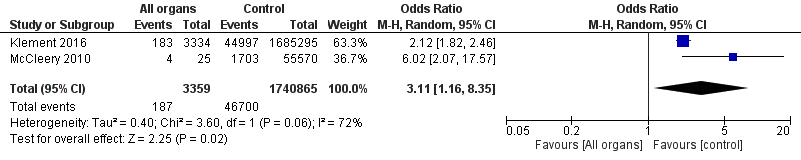 All organs Control Odds Ratio Odds Ratio
Study or Subgroup Events Total Events Total Weight M-H, Random, 95% CI M-H, Random, 95% CI
Klement 2016 183 3334 44997 1685295 63.3% 2.12 [1.82, 2.46]
McCleery 2010 4 25 1703 55570 36.7% 6.02 [2.07, 17.57]
Total (95% CI) 3359 1740865 100.0% 3.11 [1.16, 8.35]
Total events 187 46700
Heterogeneity: Tau² = 0.40; Chi² = 3.60, df = 1 (P = 0.06); I² = 72%
Test for overall effect: Z = 2.25 (P = 0.02)
0.05 0.2 1 5 20
Favours [All organs] Favours [control]